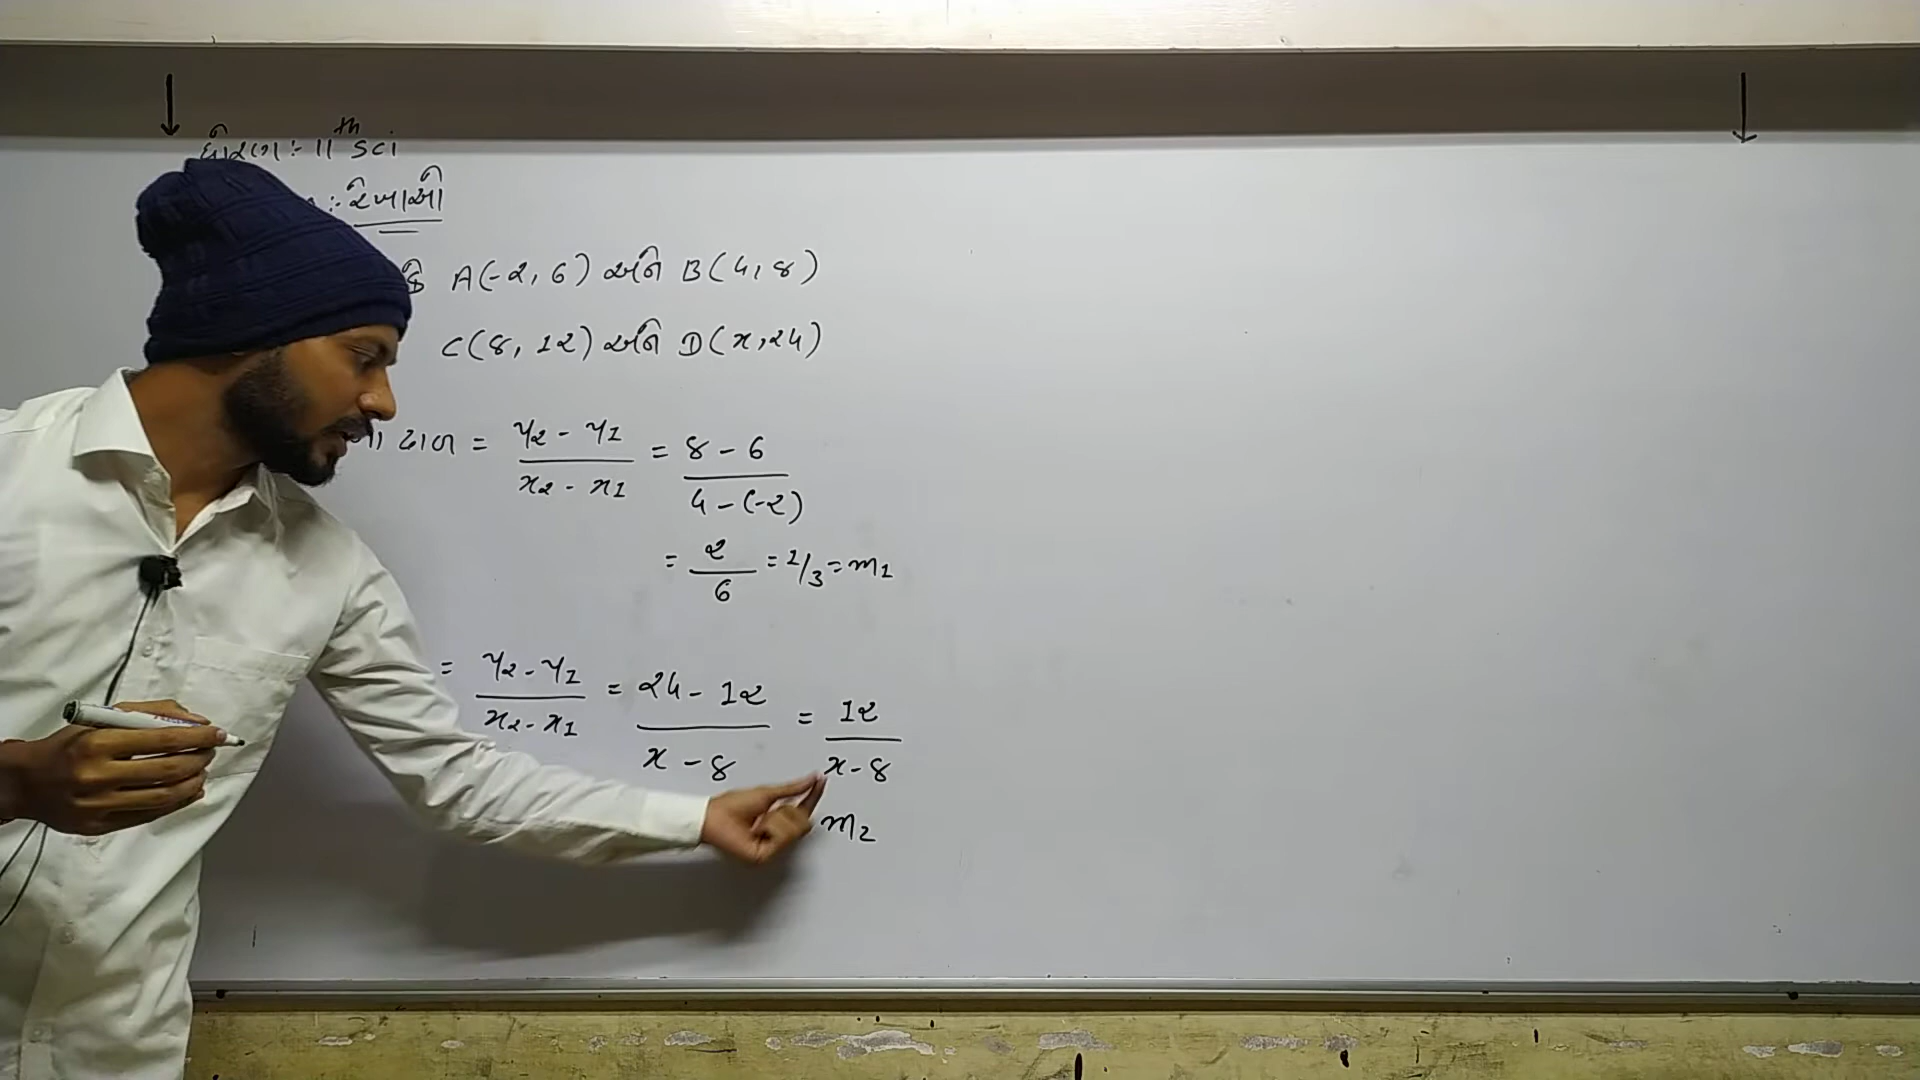 ધોરણ :- 11th sci
:- રેખાઓ
A(-2, 6) અને B(4, 8)
C(8, 12) અને D(x, 24)
ઢાળ = y2 - y1 / x2 - x1 = 8 - 6 / 4 - (-2)
= 2 / 6 = 1/3 = m1
= y2 - y1 / x2 - x1 = 24 - 12 / x - 8 = 12 / x - 8
m2